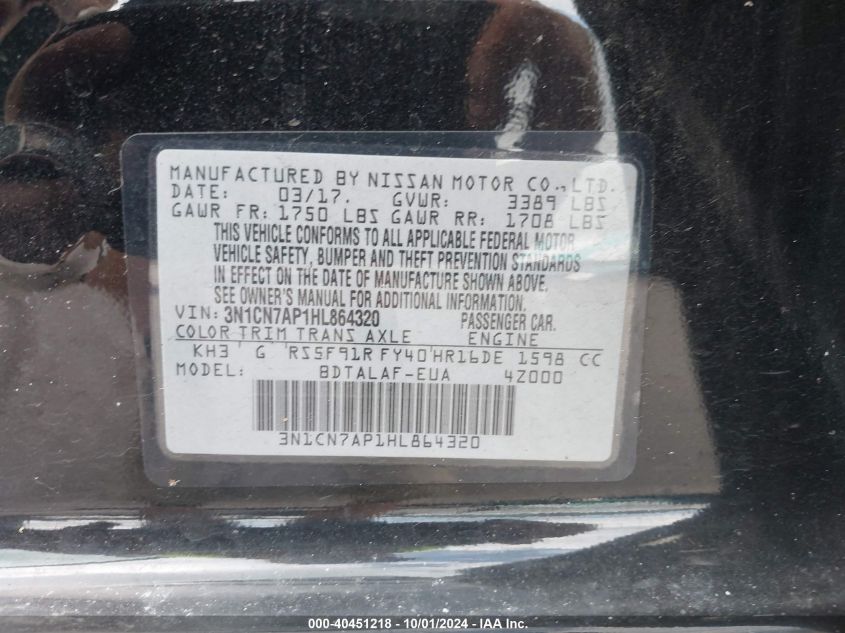 MANUFACTURED BY NISSAN MOTOR CO.,LTD.
DATE: 03/17. GVWR: 3389 LBS
GAWR FR: 1750 LBS GAWR RR: 1708 LBS
THIS VEHICLE CONFORMS TO ALL APPLICABLE FEDERAL MOTOR
VEHICLE SAFETY, BUMPER AND THEFT PREVENTION STANDARDS
IN EFFECT ON THE DATE OF MANUFACTURE SHOWN ABOVE.
SEE OWNER'S MANUAL FOR ADDITIONAL INFORMATION.
VIN: 3N1CN7AP1HL864320 PASSENGER CAR.
COLOR TRIM TRANS AXLE ENGINE
KH3 G RS5F91R FY40 HR16DE 1598 CC
MODEL: BDTALAF-EUA 4Z000
3N1CN7AP1HL864320
000-40451218 - 10/01/2024 - IAA Inc.